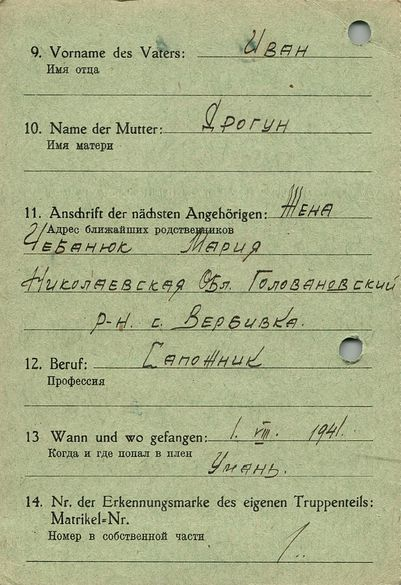 9. Vorname des Vaters: Иван
Имя отца
10. Name der Mutter: Дрогун
Имя матери
11. Anschrift der nächsten Angehörigen: Жена
Адрес ближайших родственников
Чебанюк Мария
Николаевская Обл. Головановский
р-н. с. Вербивка.
12. Beruf: Сапожник
Профессия
13 Wann und wo gefangen: 1. VIII. 1941.
Когда и где попал в плен
Умань.
14. Nr. der Erkennungsmarke des eigenen Truppenteils:
Matrikel=Nr.
Номер в собственной части